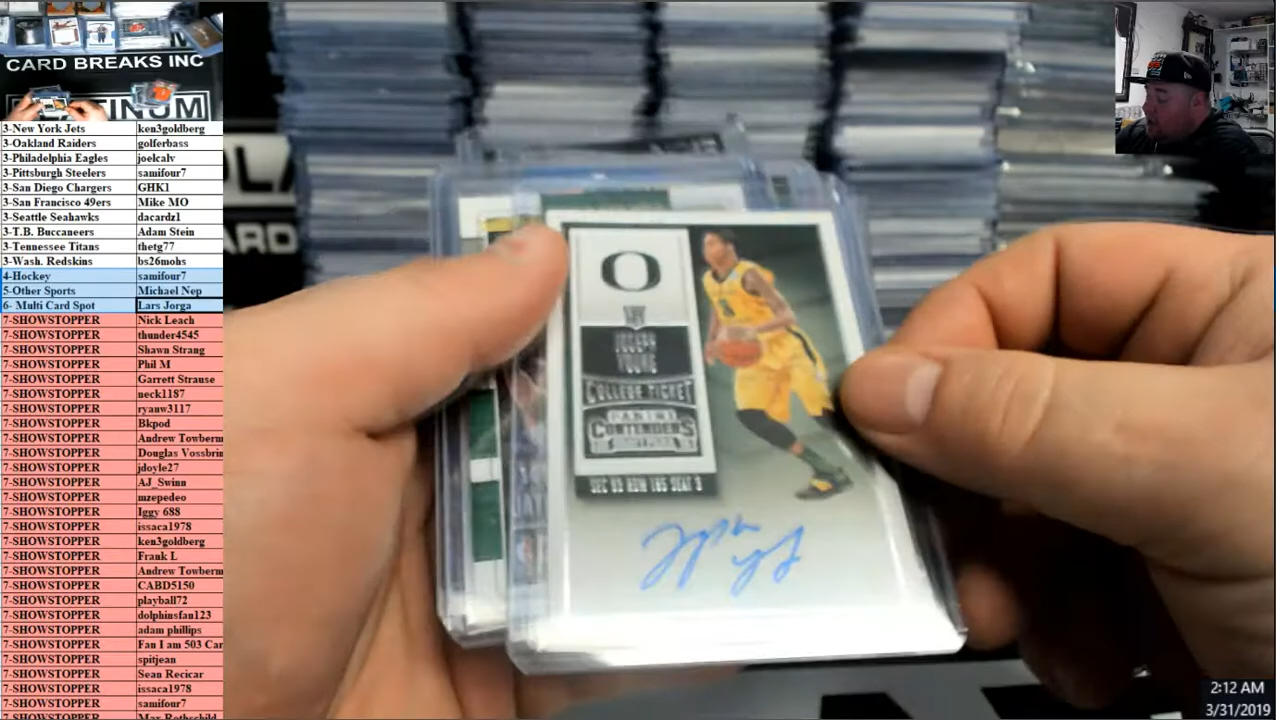 CARD BREAKS INC
3-New York Jets ken3goldberg
3-Oakland Raiders golferbass
3-Philadelphia Eagles joelcalv
3-Pittsburgh Steelers samifour7
3-San Diego Chargers GHK1
3-San Francisco 49ers Mike MO
3-Seattle Seahawks dacardz1
3-T.B. Buccaneers Adam Stein
3-Tennessee Titans thetg77
3-Wash. Redskins bs26mohs
4-Hockey samifour7
5-Other Sports Michael Nep
6- Multi Card Spot Lars Jorga
7-SHOWSTOPPER Nick Leach
7-SHOWSTOPPER thunder4545
7-SHOWSTOPPER Shawn Strang
7-SHOWSTOPPER Phil M
7-SHOWSTOPPER Garrett Strause
7-SHOWSTOPPER neck1187
7-SHOWSTOPPER ryanw3117
7-SHOWSTOPPER Bkpod
7-SHOWSTOPPER Andrew Towberm
7-SHOWSTOPPER Douglas Vossbrin
7-SHOWSTOPPER jdoyle27
7-SHOWSTOPPER AJ_Swinn
7-SHOWSTOPPER mzepedeo
7-SHOWSTOPPER Iggy 688
7-SHOWSTOPPER issaca1978
7-SHOWSTOPPER ken3goldberg
7-SHOWSTOPPER Frank L
7-SHOWSTOPPER Andrew Towberm
7-SHOWSTOPPER CABD5150
7-SHOWSTOPPER playball72
7-SHOWSTOPPER dolphinsfan123
7-SHOWSTOPPER adam phillips
7-SHOWSTOPPER Fan I am 503 Car
7-SHOWSTOPPER spitjean
7-SHOWSTOPPER Sean Recicar
7-SHOWSTOPPER issaca1978
7-SHOWSTOPPER samifour7
7-SHOWSTOPPER Max Rothschild
O
JOSEPH
YOUNG
COLLEGE TICKET
PANINI
CONTENDERS
DRAFT PICKS
SEC 03 ROW 105 SEAT 3
2:12 AM
3/31/2019